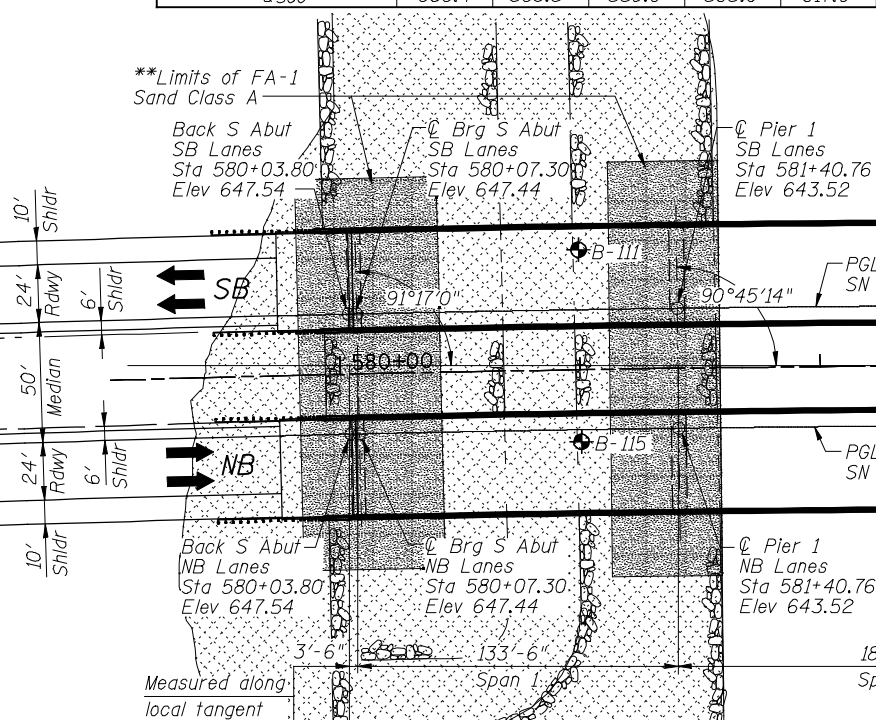 **Limits of FA-1
Sand Class A
Back S Abut
SB Lanes
Sta 580+03.80
Elev 647.54
℄ Brg S Abut
SB Lanes
Sta 580+07.30
Elev 647.44
℄ Pier 1
SB Lanes
Sta 581+40.76
Elev 643.52
10'
Shldr
24'
Rdwy
6'
Shldr
SB
91°17'0"
B-111
90°45'14"
PGL
SN
50'
Median
580+00
24'
Rdwy
6'
Shldr
NB
B-115
PGL
SN
10'
Shldr
Back S Abut
NB Lanes
Sta 580+03.80
Elev 647.54
℄ Brg S Abut
NB Lanes
Sta 580+07.30
Elev 647.44
℄ Pier 1
NB Lanes
Sta 581+40.76
Elev 643.52
3'-6"
133'-6"
Span 1
18
Sp
Measured along
local tangent